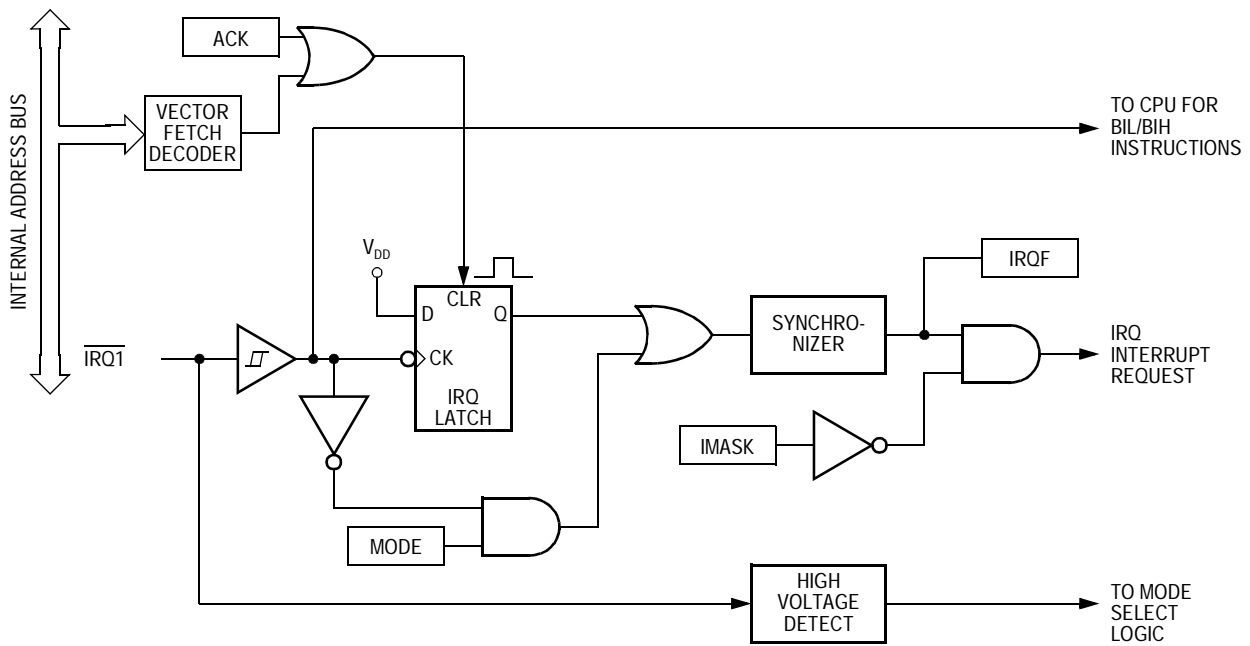 INTERNAL ADDRESS BUS
ACK
VECTOR
FETCH
DECODER
TO CPU FOR
BIL/BIH
INSTRUCTIONS
VDD
IRQF
CLR
D
Q
CK
IRQ
LATCH
SYNCHRO-
NIZER
IRQ1
IRQ
INTERRUPT
REQUEST
IMASK
MODE
HIGH
VOLTAGE
DETECT
TO MODE
SELECT
LOGIC